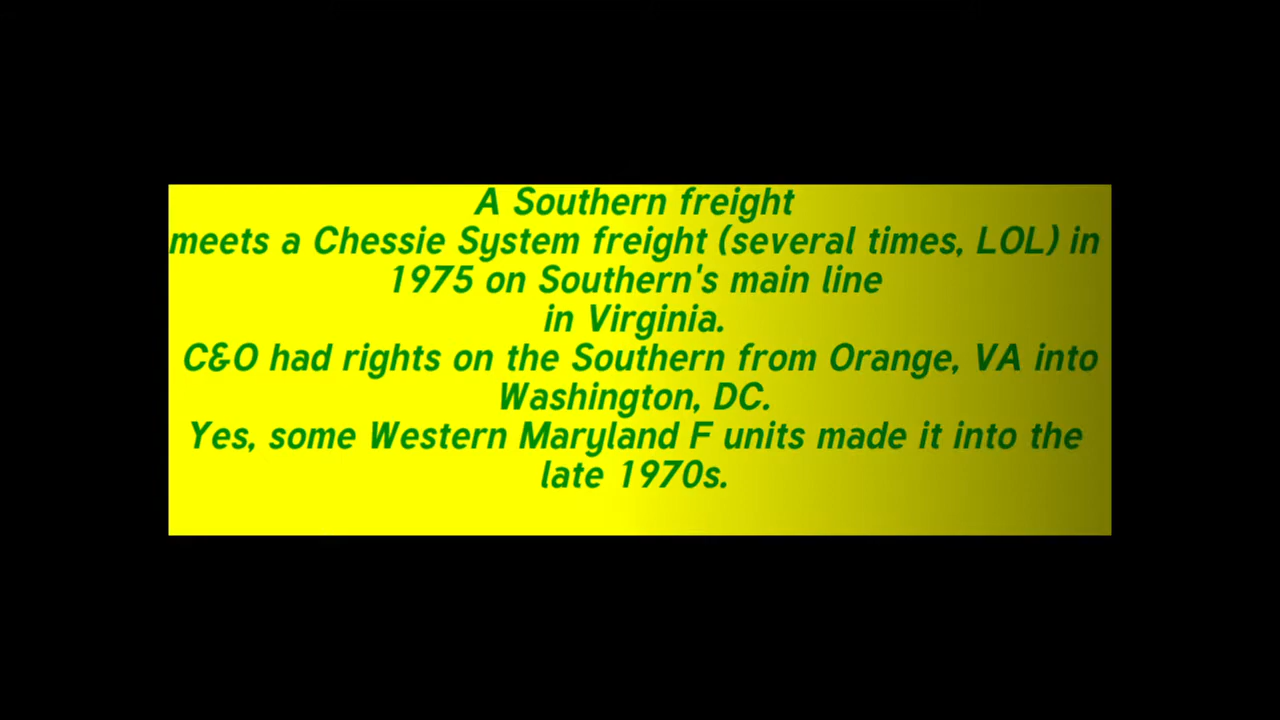 A Southern freight
meets a Chessie System freight (several times, LOL) in
1975 on Southern's main line
in Virginia.
C&O had rights on the Southern from Orange, VA into
Washington, DC.
Yes, some Western Maryland F units made it into the
late 1970s.